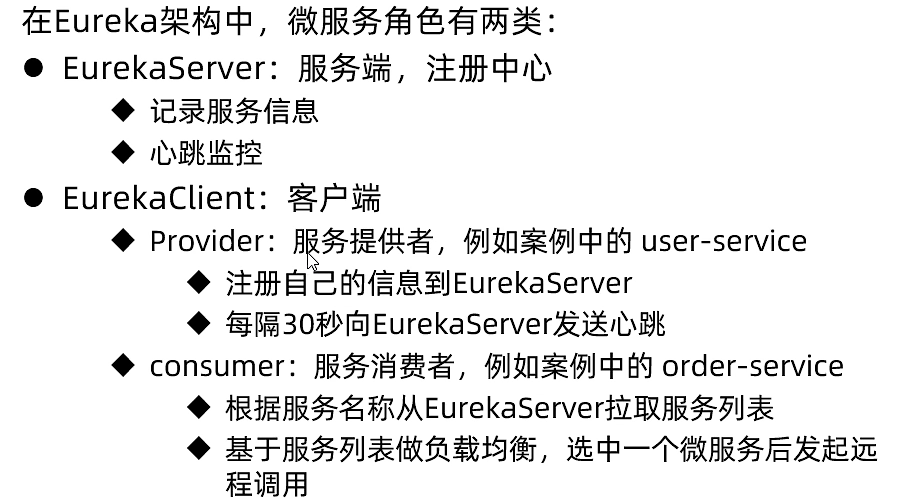 在Eureka架构中，微服务角色有两类：
● EurekaServer：服务端，注册中心
◆ 记录服务信息
◆ 心跳监控
● EurekaClient：客户端
◆ Provider：服务提供者，例如案例中的 user-service
◆ 注册自己的信息到EurekaServer
◆ 每隔30秒向EurekaServer发送心跳
◆ consumer：服务消费者，例如案例中的 order-service
◆ 根据服务名称从EurekaServer拉取服务列表
◆ 基于服务列表做负载均衡，选中一个微服务后发起远
程调用